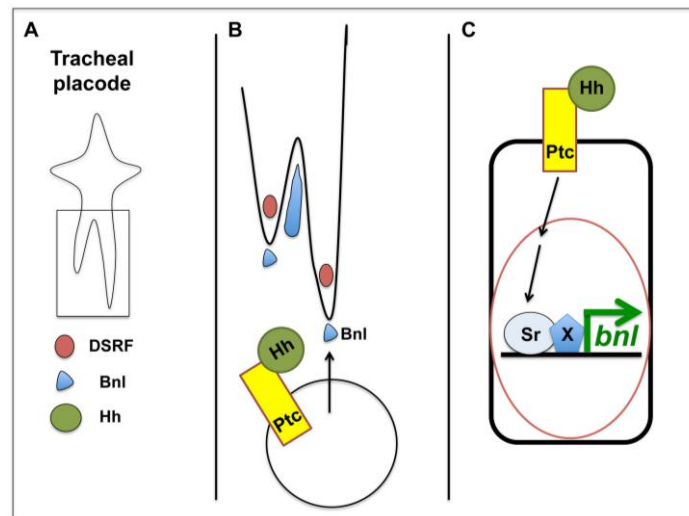 A
Tracheal
placode
DSRF
Bnl
Hh
B
Bnl
Hh
Ptc
C
Hh
Ptc
Sr
X
bnl